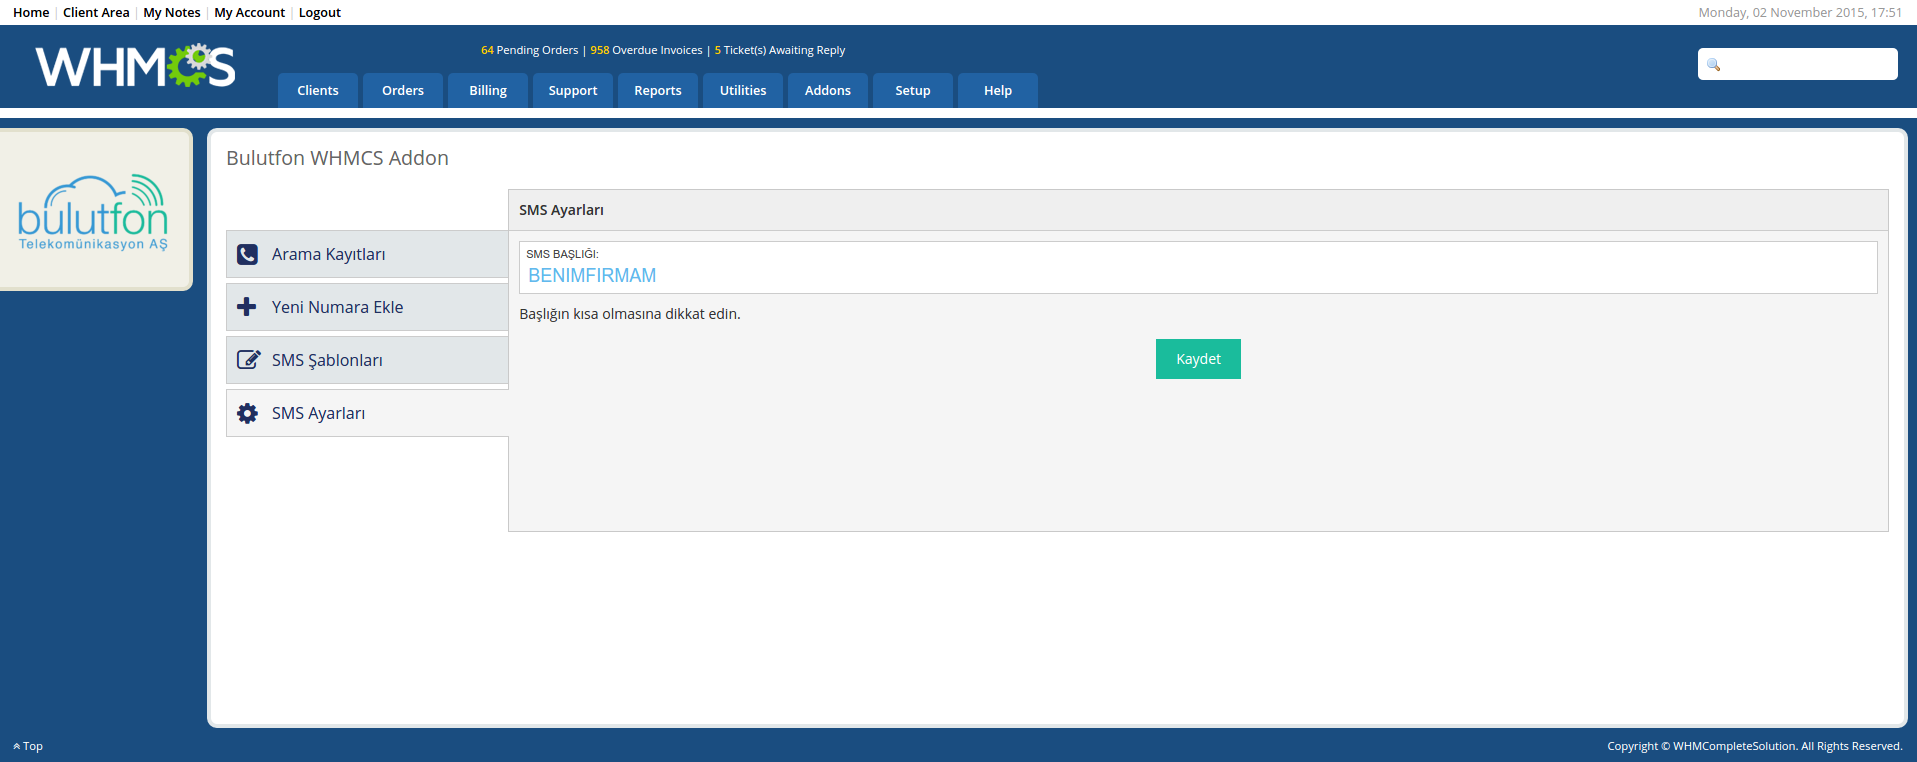 Home | Client Area | My Notes | My Account | Logout
Monday, 02 November 2015, 17:51
WHMCS
64 Pending Orders | 958 Overdue Invoices | 5 Ticket(s) Awaiting Reply
Clients Orders Billing Support Reports Utilities Addons Setup Help
bulutfon
Telekomünikasyon AŞ
Bulutfon WHMCS Addon
Arama Kayıtları
Yeni Numara Ekle
SMS Şablonları
SMS Ayarları
SMS Ayarları
SMS BAŞLIĞI:
BENIMFIRMAM
Başlığın kısa olmasına dikkat edin.
Kaydet
Top
Copyright © WHMCompleteSolution. All Rights Reserved.